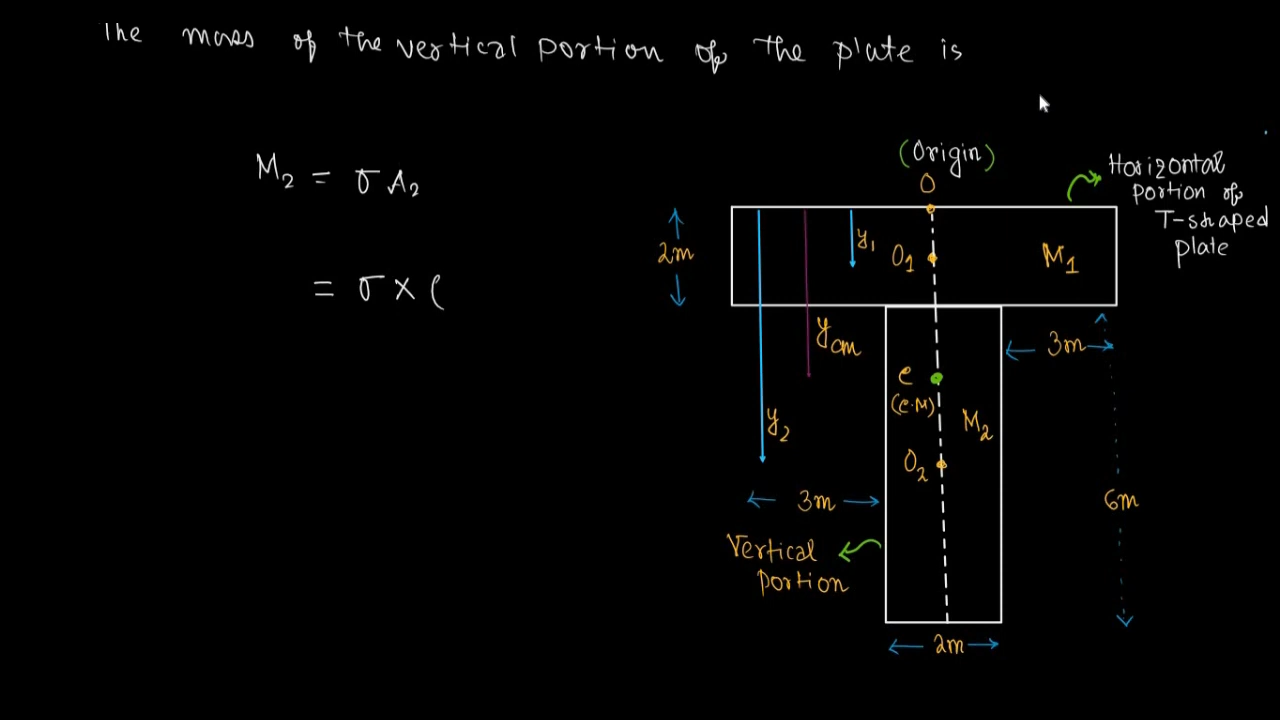 The mass of the vertical portion of the plate is
M₂ = σ A₂
= σ × (
(Origin)
O
Horizontal
portion of
T-shaped
plate
2m
y₁
O₁
M₁
y_cm
3m
C
(C.M)
y₂
M₂
O₂
3m
6m
Vertical
portion
2m